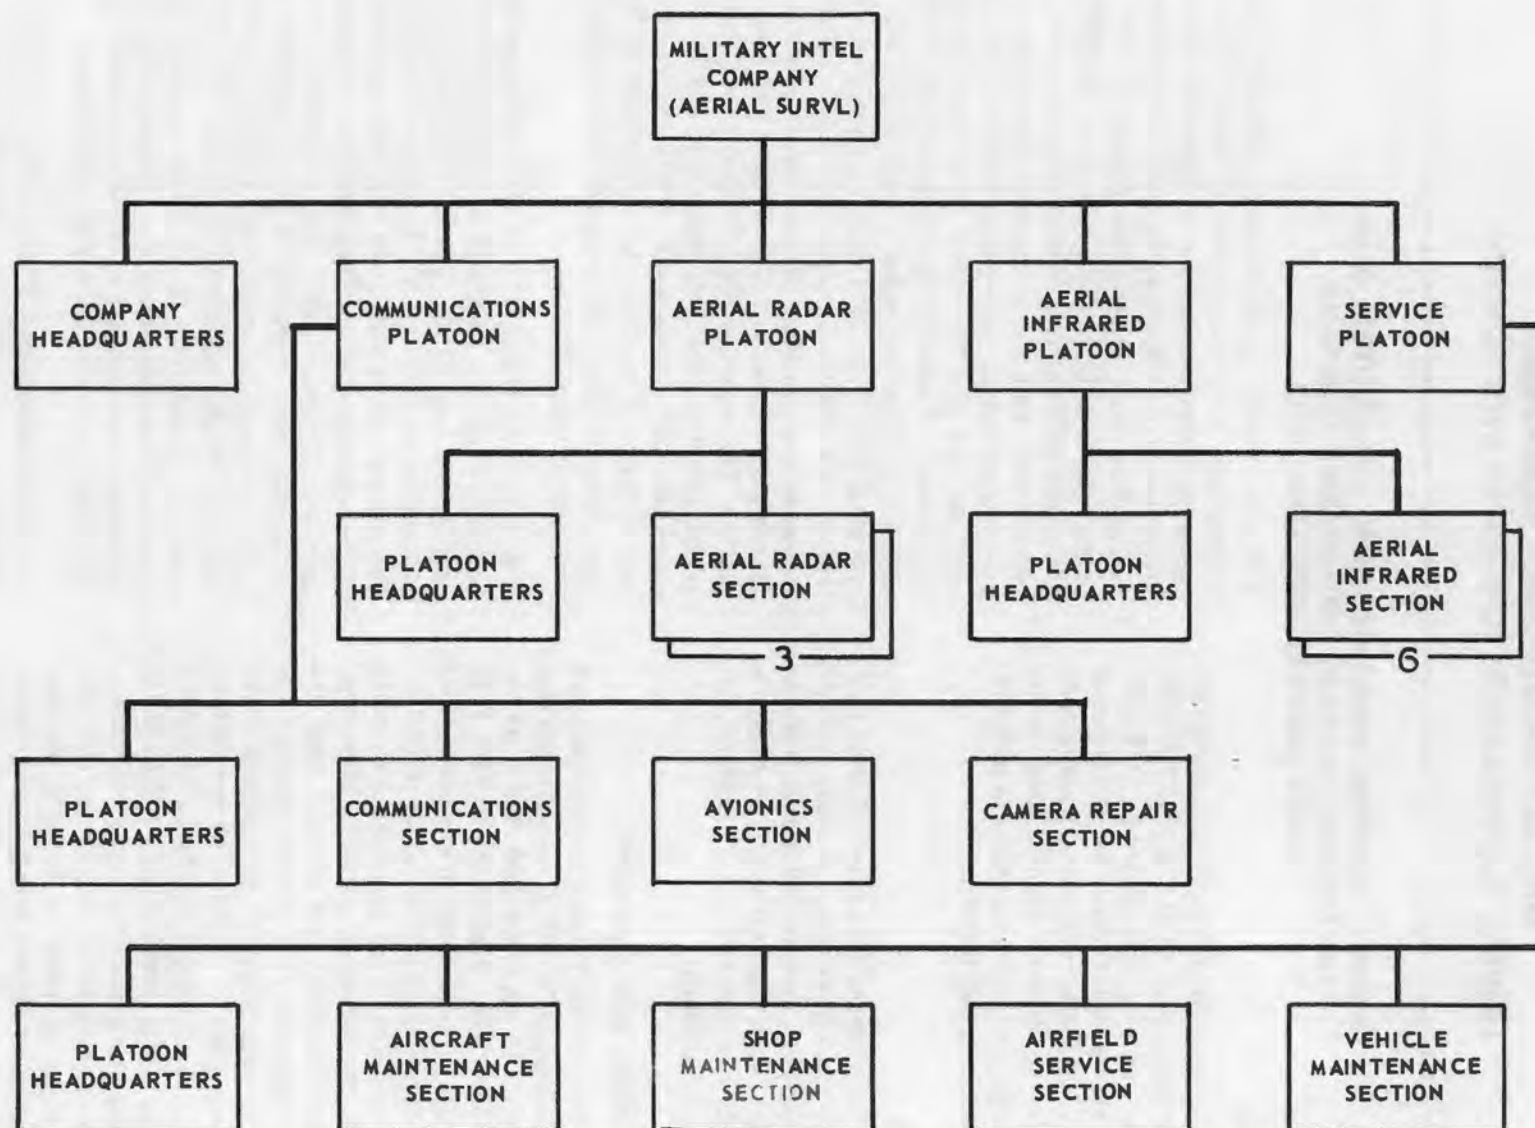 MILITARY INTEL
COMPANY
(AERIAL SURVL)
COMPANY
HEADQUARTERS
COMMUNICATIONS
PLATOON
AERIAL RADAR
PLATOON
AERIAL
INFRARED
PLATOON
SERVICE
PLATOON
PLATOON
HEADQUARTERS
AERIAL RADAR
SECTION
3
PLATOON
HEADQUARTERS
AERIAL
INFRARED
SECTION
6
PLATOON
HEADQUARTERS
COMMUNICATIONS
SECTION
AVIONICS
SECTION
CAMERA REPAIR
SECTION
PLATOON
HEADQUARTERS
AIRCRAFT
MAINTENANCE
SECTION
SHOP
MAINTENANCE
SECTION
AIRFIELD
SERVICE
SECTION
VEHICLE
MAINTENANCE
SECTION